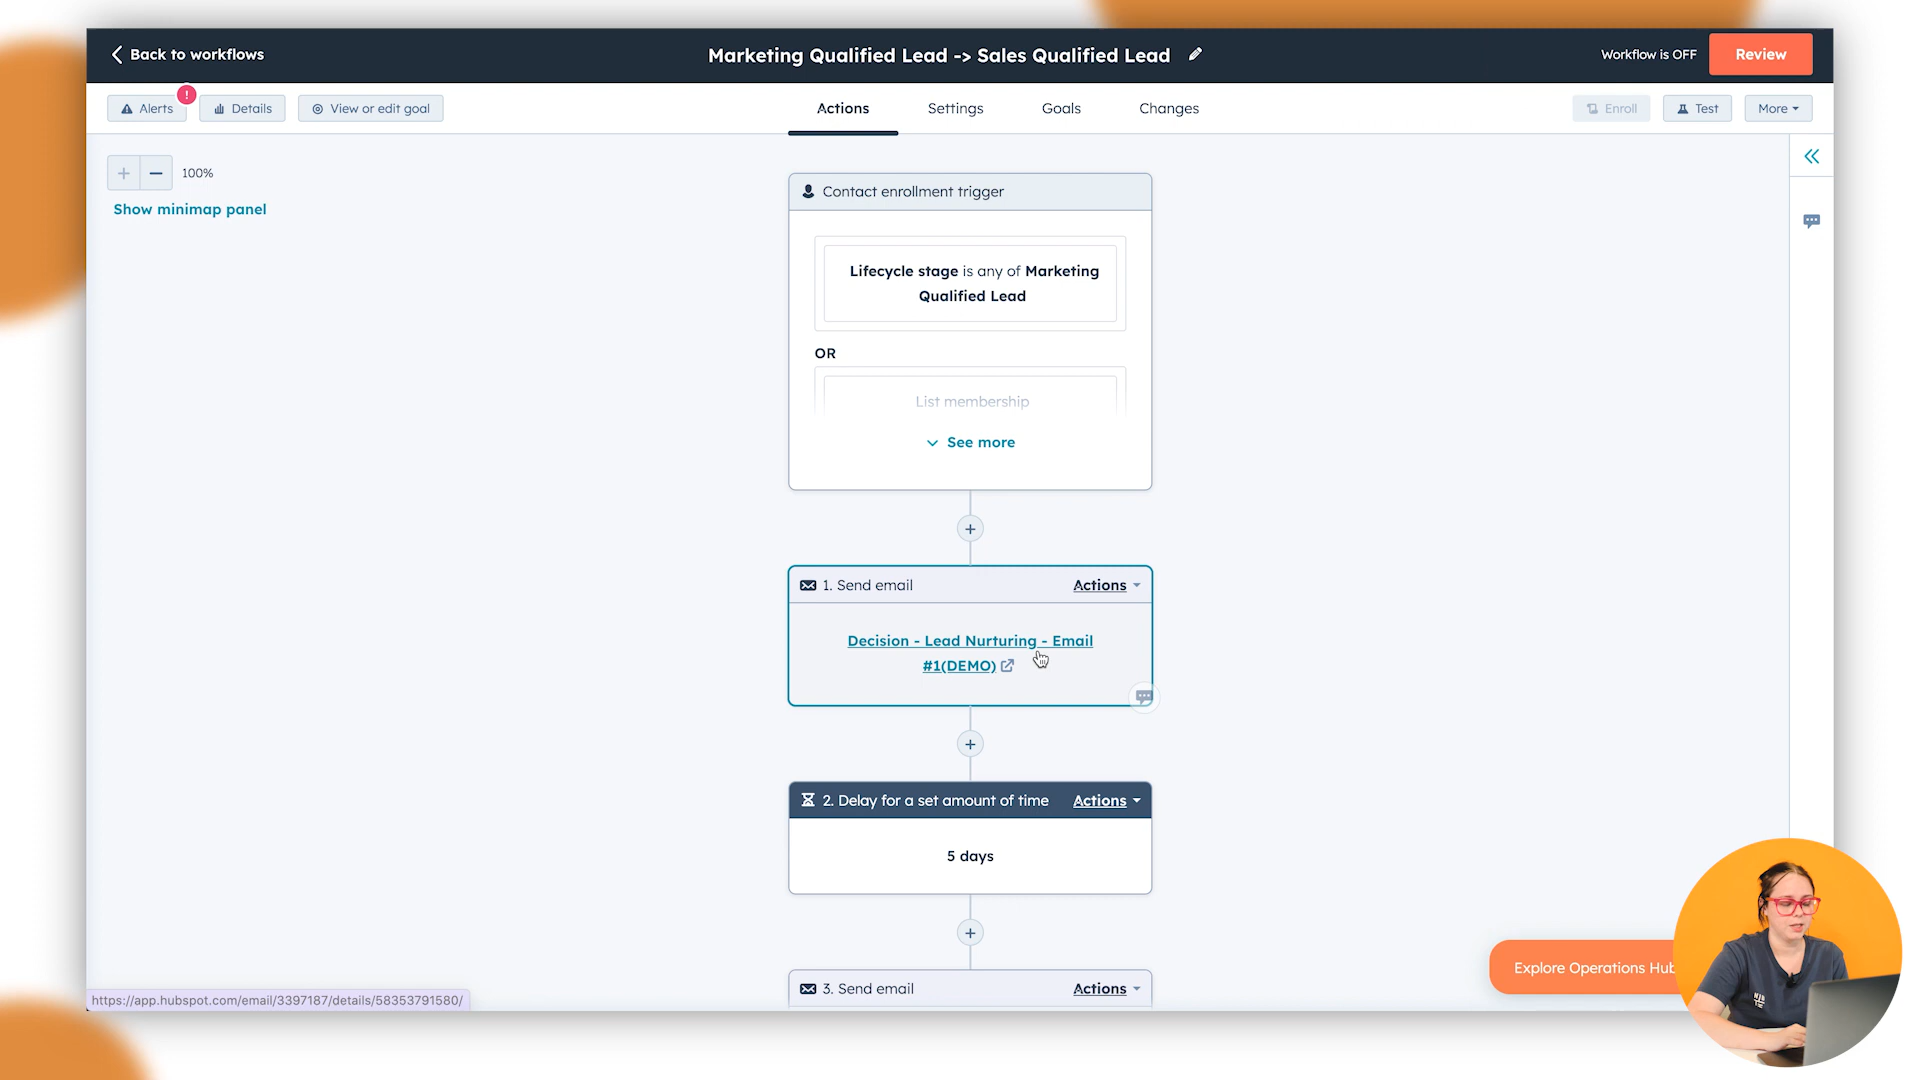 Back to workflows
Marketing Qualified Lead -> Sales Qualified Lead
Workflow is OFF
Review
Alerts
!
Details
View or edit goal
Actions
Settings
Goals
Changes
Enroll
Test
More
100%
Show minimap panel
Contact enrollment trigger
Lifecycle stage is any of Marketing
Qualified Lead
OR
List membership
See more
1. Send email
Actions
Decision - Lead Nurturing - Email
#1(DEMO)
2. Delay for a set amount of time
Actions
5 days
3. Send email
Actions
Explore Operations Hub
https://app.hubspot.com/email/3397187/details/58353791580/